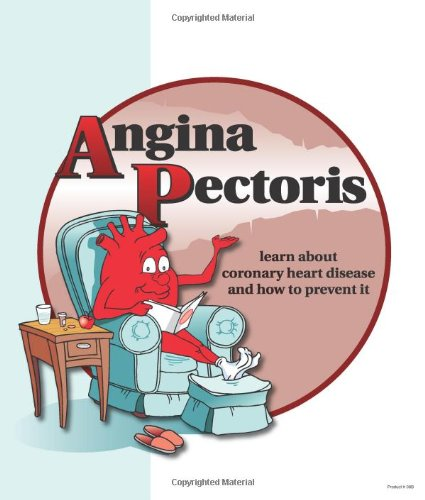 Copyrighted Material
Angina
Pectoris
learn about
coronary heart disease
and how to prevent it
Copyrighted Material